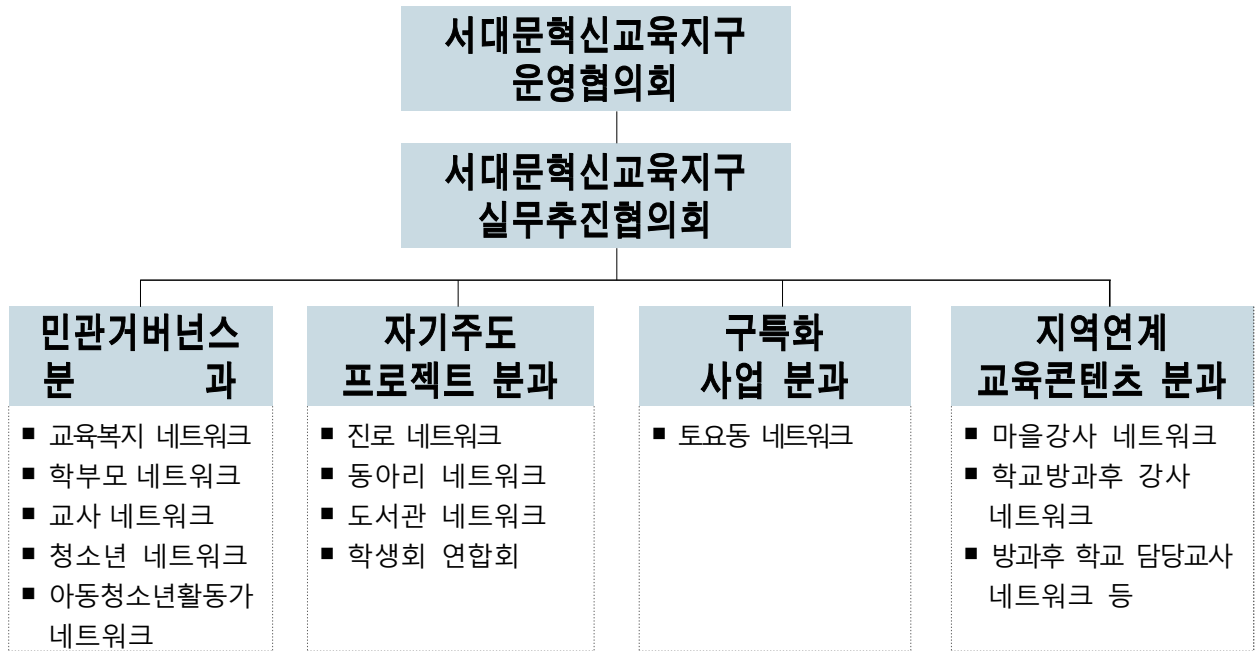 서대문혁신교육지구
운영협의회
서대문혁신교육지구
실무추진협의회
민관거버넌스
분 과
■ 교육복지 네트워크
■ 학부모 네트워크
■ 교사 네트워크
■ 청소년 네트워크
■ 아동청소년활동가
네트워크
자기주도
프로젝트 분과
■ 진로 네트워크
■ 동아리 네트워크
■ 도서관 네트워크
■ 학생회 연합회
구특화
사업 분과
■ 토요동 네트워크
지역연계
교육콘텐츠 분과
■ 마을강사 네트워크
■ 학교방과후 강사
네트워크
■ 방과후 학교 담당교사
네트워크 등